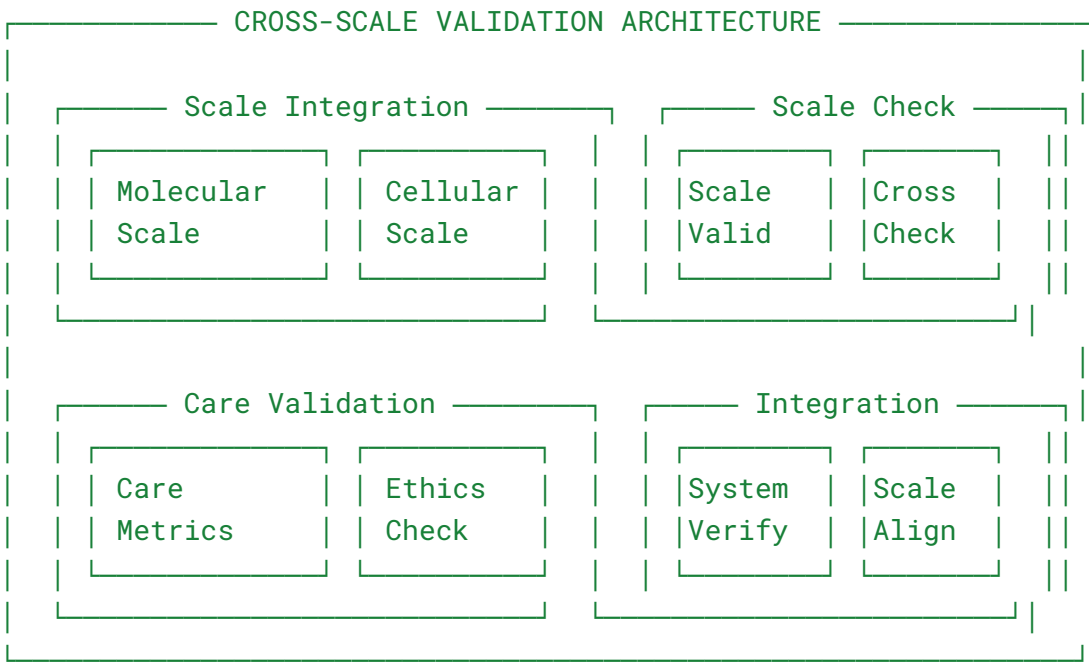 CROSS-SCALE VALIDATION ARCHITECTURE
Scale Integration
Scale Check
Molecular
Cellular
Scale
Cross
Scale
Scale
Valid
Check
Care Validation
Integration
Care
Ethics
System
Scale
Metrics
Check
Verify
Align